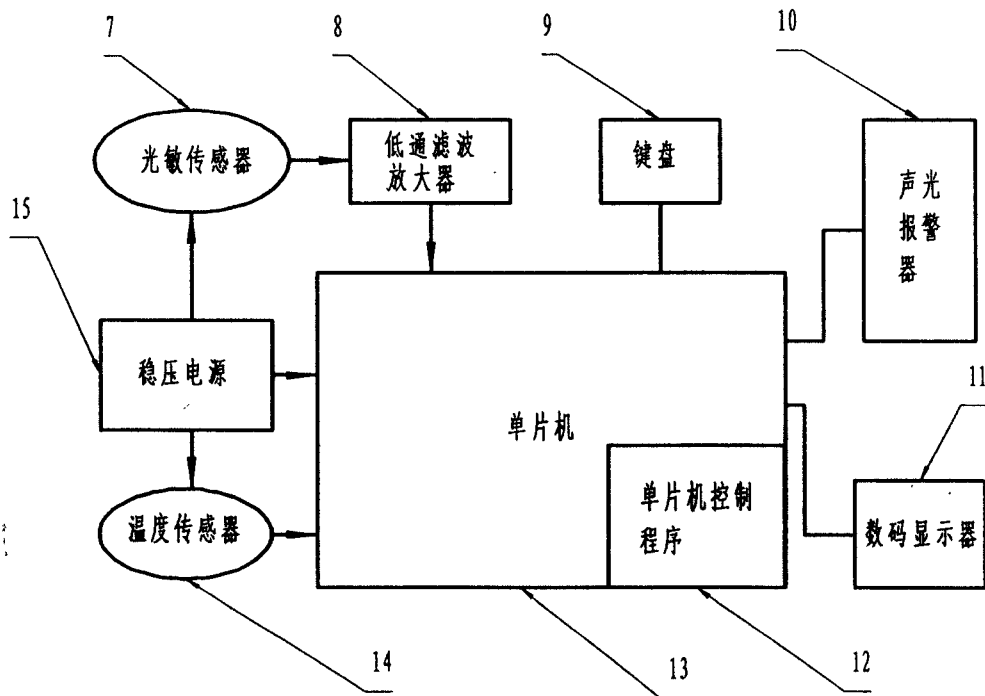 7
8
9
10
光敏传感器
低通滤波
放大器
键盘
声光
报警
器
15
稳压电源
单片机
11
单片机控制
程序
数码显示器
温度传感器
14
13
12